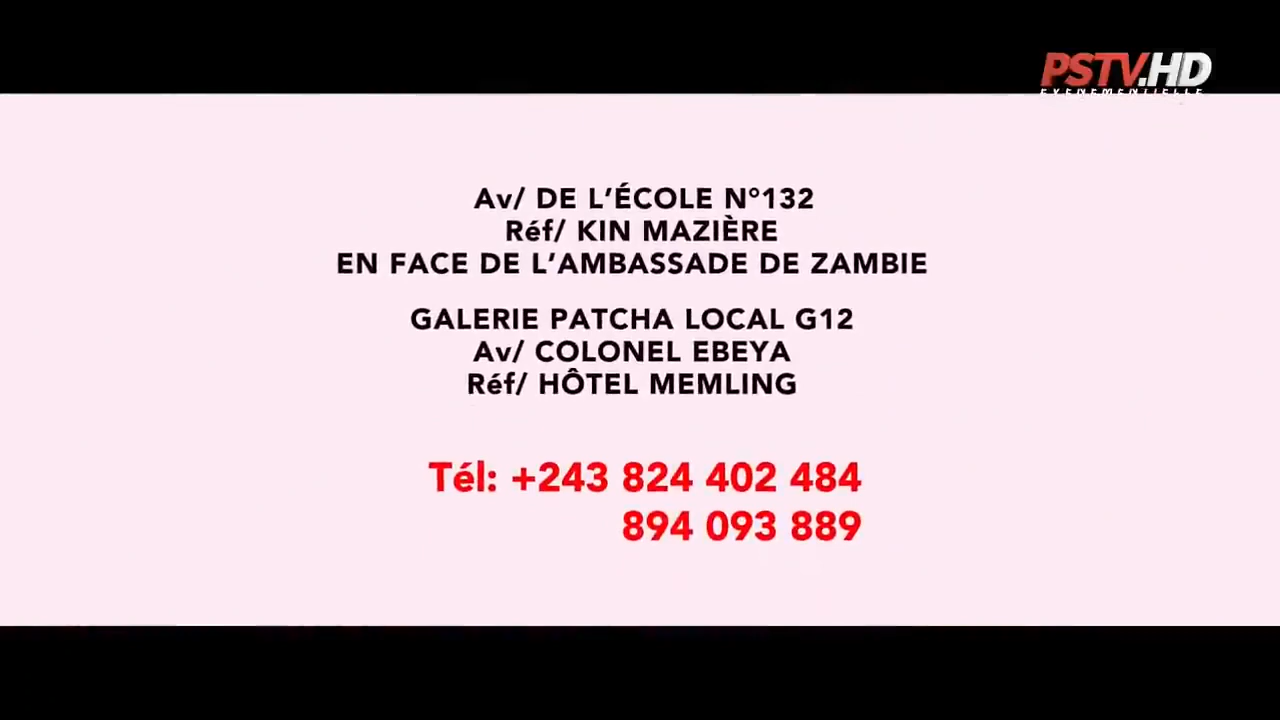 PSTV.HD
EVENEMENTIELLE
Av/ DE L’ÉCOLE N°132
Réf/ KIN MAZIÈRE
EN FACE DE L’AMBASSADE DE ZAMBIE
GALERIE PATCHA LOCAL G12
Av/ COLONEL EBEYA
Réf/ HÔTEL MEMLING
Tél: +243 824 402 484
894 093 889